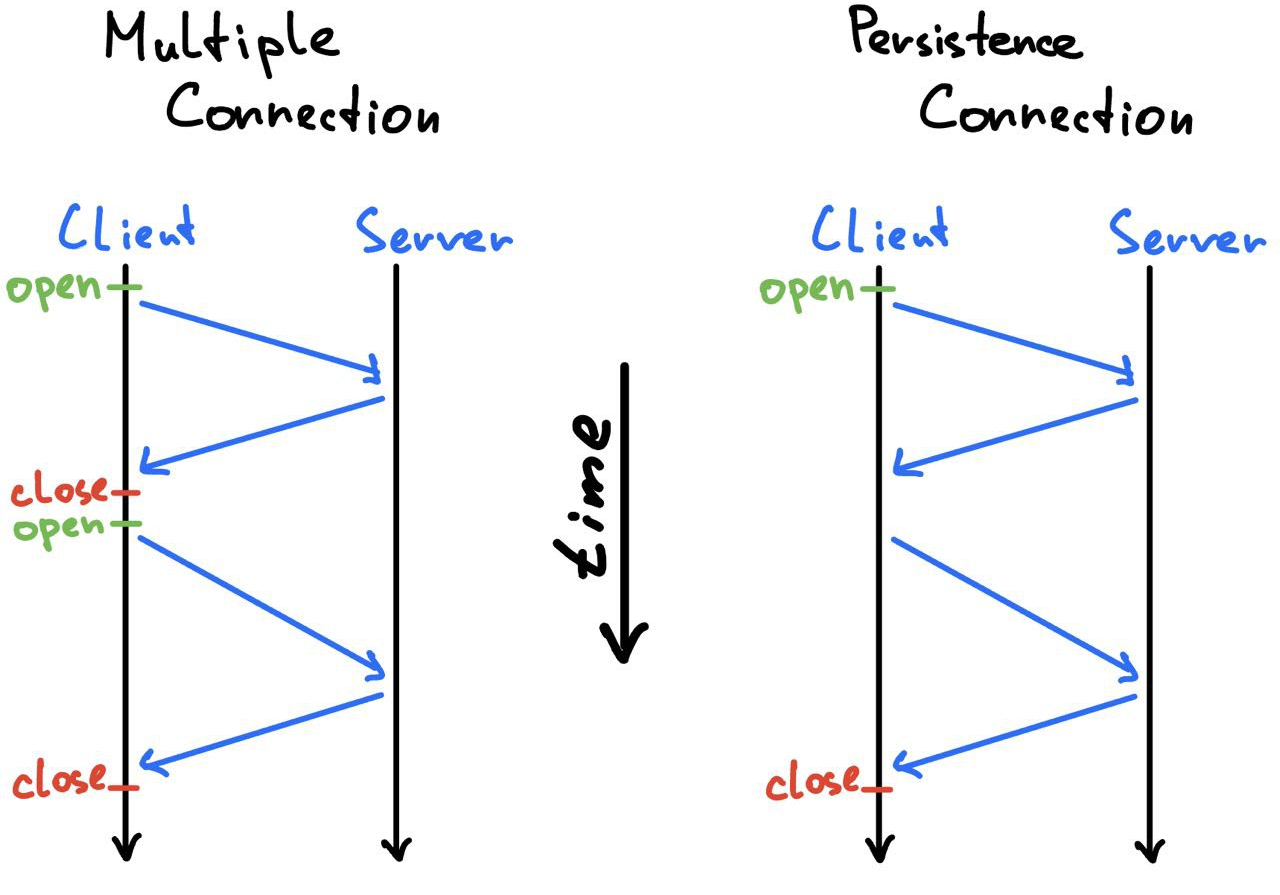 Multiple
Connection
Client Server
open
close
open
close
time
Persistence
Connection
Client Server
open
close